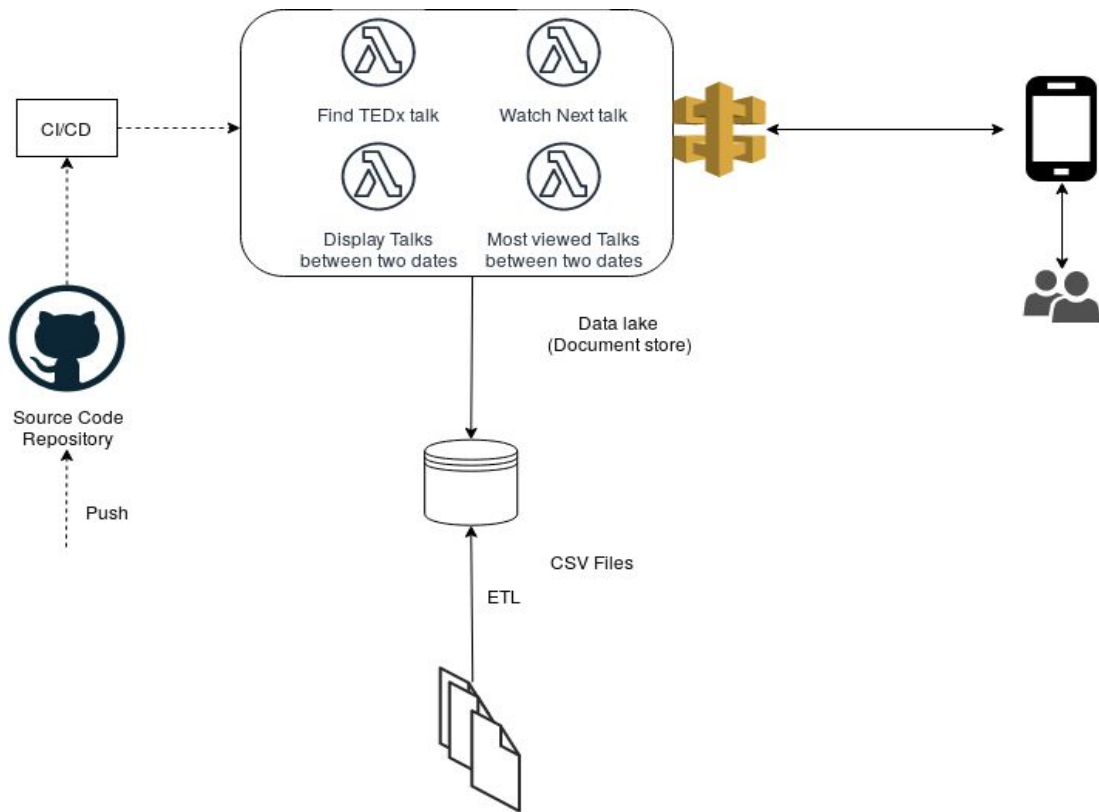 Find TEDx talk
Watch Next talk
CI/CD
Display Talks
between two dates
Most viewed Talks
between two dates
Data lake
(Document store)
Source Code
Repository
Push
CSV Files
ETL